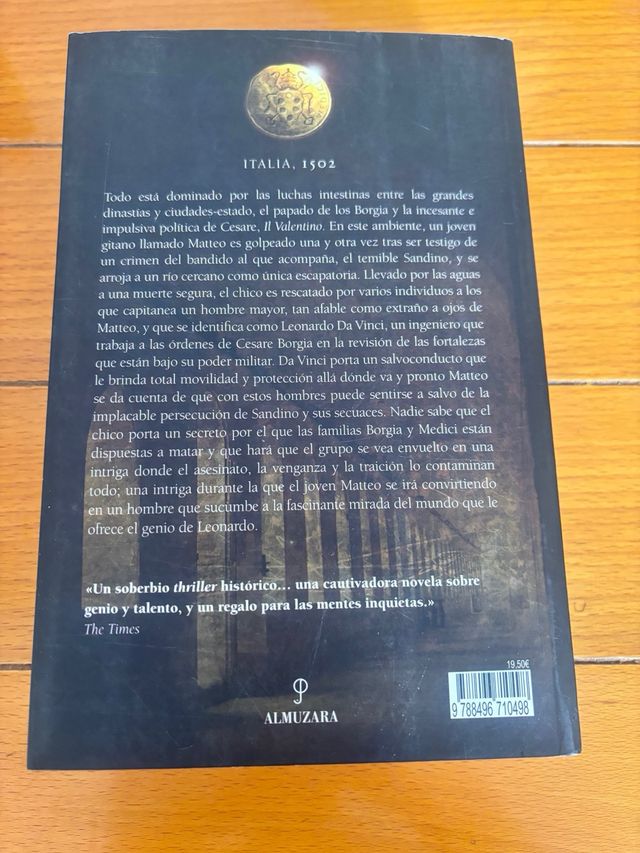 ITALIA, 1502
Todo está dominado por las luchas intestinas entre las grandes
dinastías y ciudades-estado, el papado de los Borgia y la incesante e
impulsiva política de Cesare, Il Valentino. En este ambiente, un joven
gitano llamado Matteo es golpeado una y otra vez tras ser testigo de
un crimen del bandido al que acompaña, el temible Sandino, y se
arroja a un río cercano como única escapatoria. Llevado por las aguas
a una muerte segura, el chico es rescatado por varios individuos a los
que capitanea un hombre mayor, tan afable como extraño a ojos de
Matteo, y que se identifica como Leonardo Da Vinci, un ingeniero que
trabaja a las órdenes de Cesare Borgia en la revisión de las fortalezas
que están bajo su poder militar. Da Vinci porta un salvoconducto que
le brinda total movilidad y protección allá dónde va y pronto Matteo
se da cuenta de que con estos hombres puede sentirse a salvo de la
implacable persecución de Sandino y sus secuaces. Nadie sabe que el
chico porta un secreto por el que las familias Borgia y Medici están
dispuestas a matar y que hará que el grupo se vea envuelto en una
intriga donde el asesinato, la venganza y la traición lo contaminan
todo; una intriga durante la que el joven Matteo se irá convirtiendo
en un hombre que sucumbe a la fascinante mirada del mundo que le
ofrece el genio de Leonardo.
«Un soberbio thriller histórico... una cautivadora novela sobre
genio y talento, y un regalo para las mentes inquietas.»
The Times
19,50€
9 788496 710498
ALMUZARA